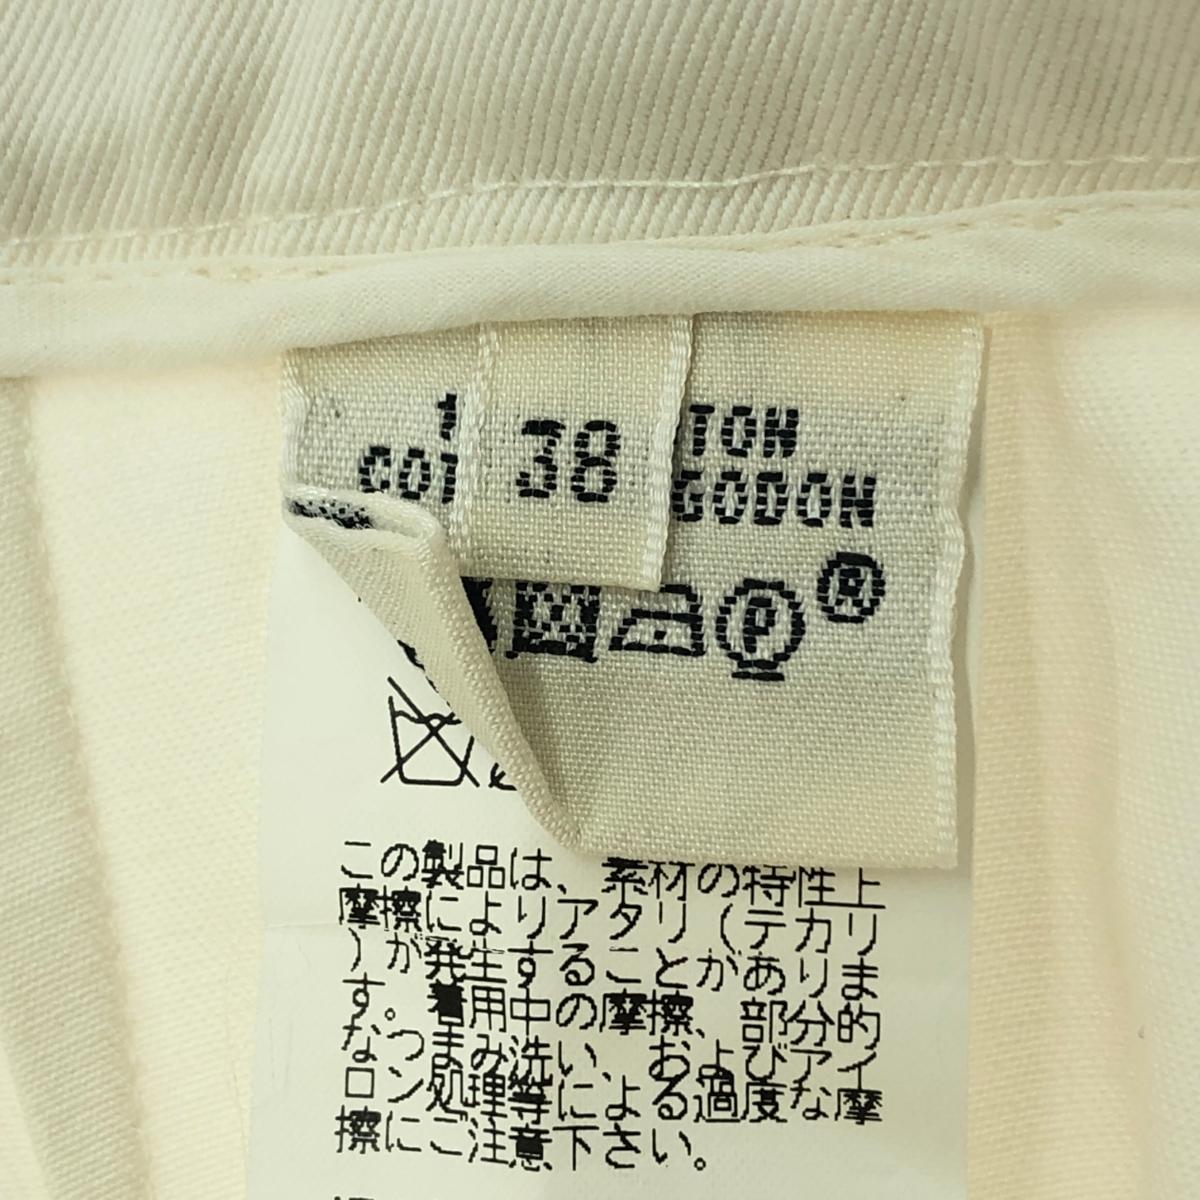 38
TON
GODON
P ®
この製品は、素材の特性上
摩擦によりアタリ（テカリ
）が発生することがありま
す。着用中の摩擦、部分的
なつまみ洗い、およびアイ
ロン処理等による過度な摩
擦にご注意下さい。